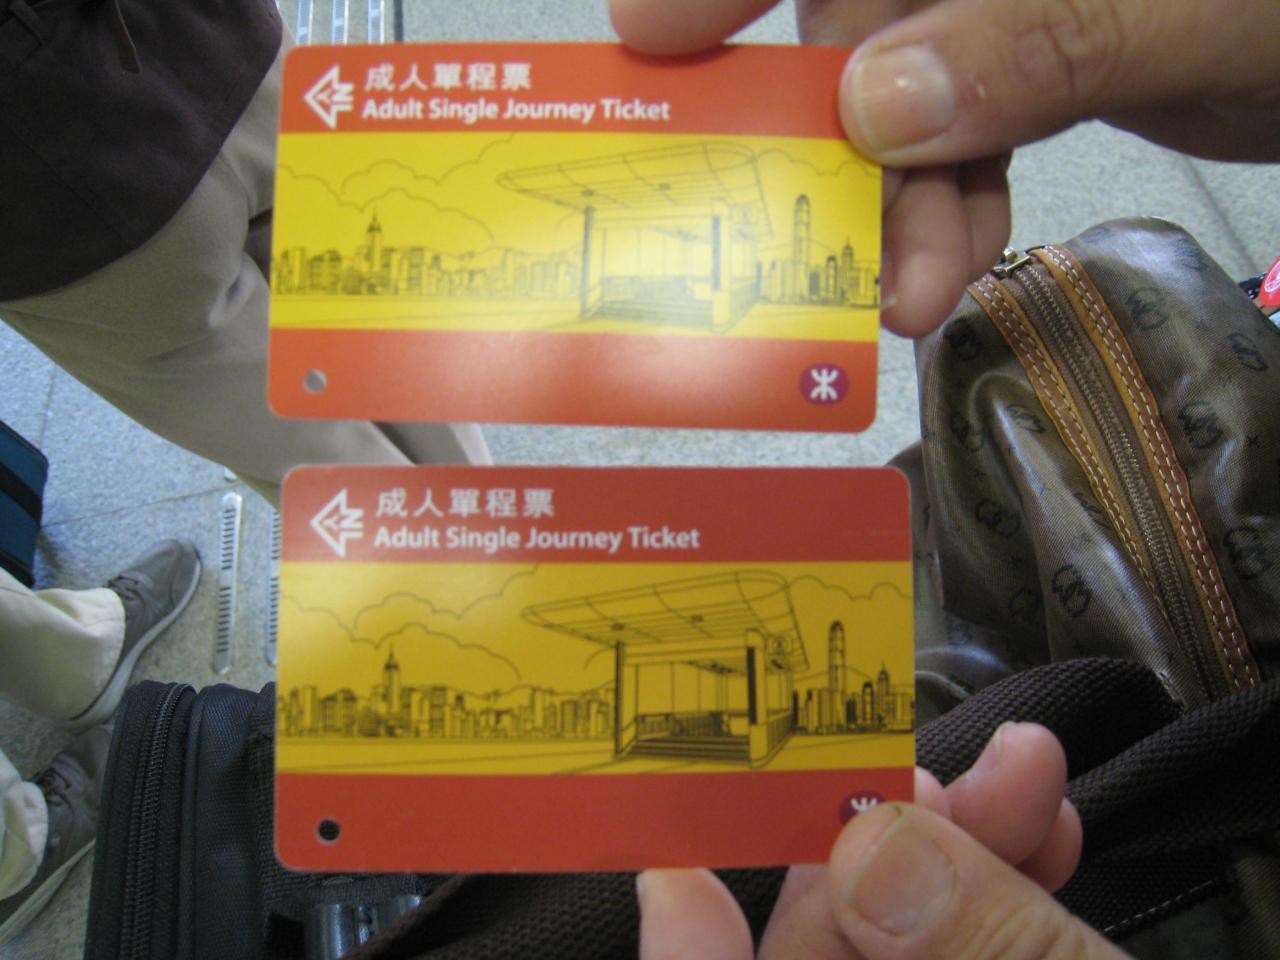 成人單程票
Adult Single Journey Ticket
成人單程票
Adult Single Journey Ticket